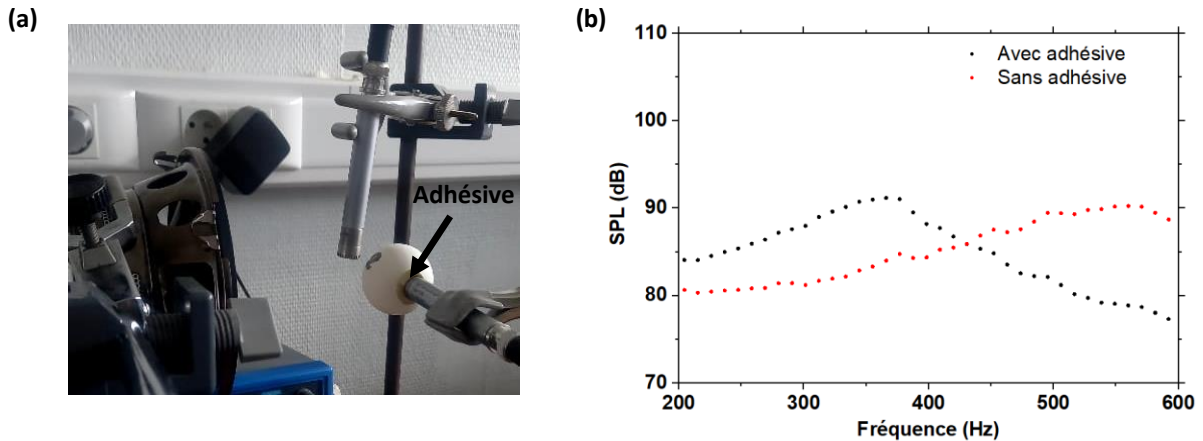 (a)
Adhésive
(b)
110
100
90
80
70
SPL (dB)
Avec adhésive
Sans adhésive
200
300
400
500
600
Fréquence (Hz)